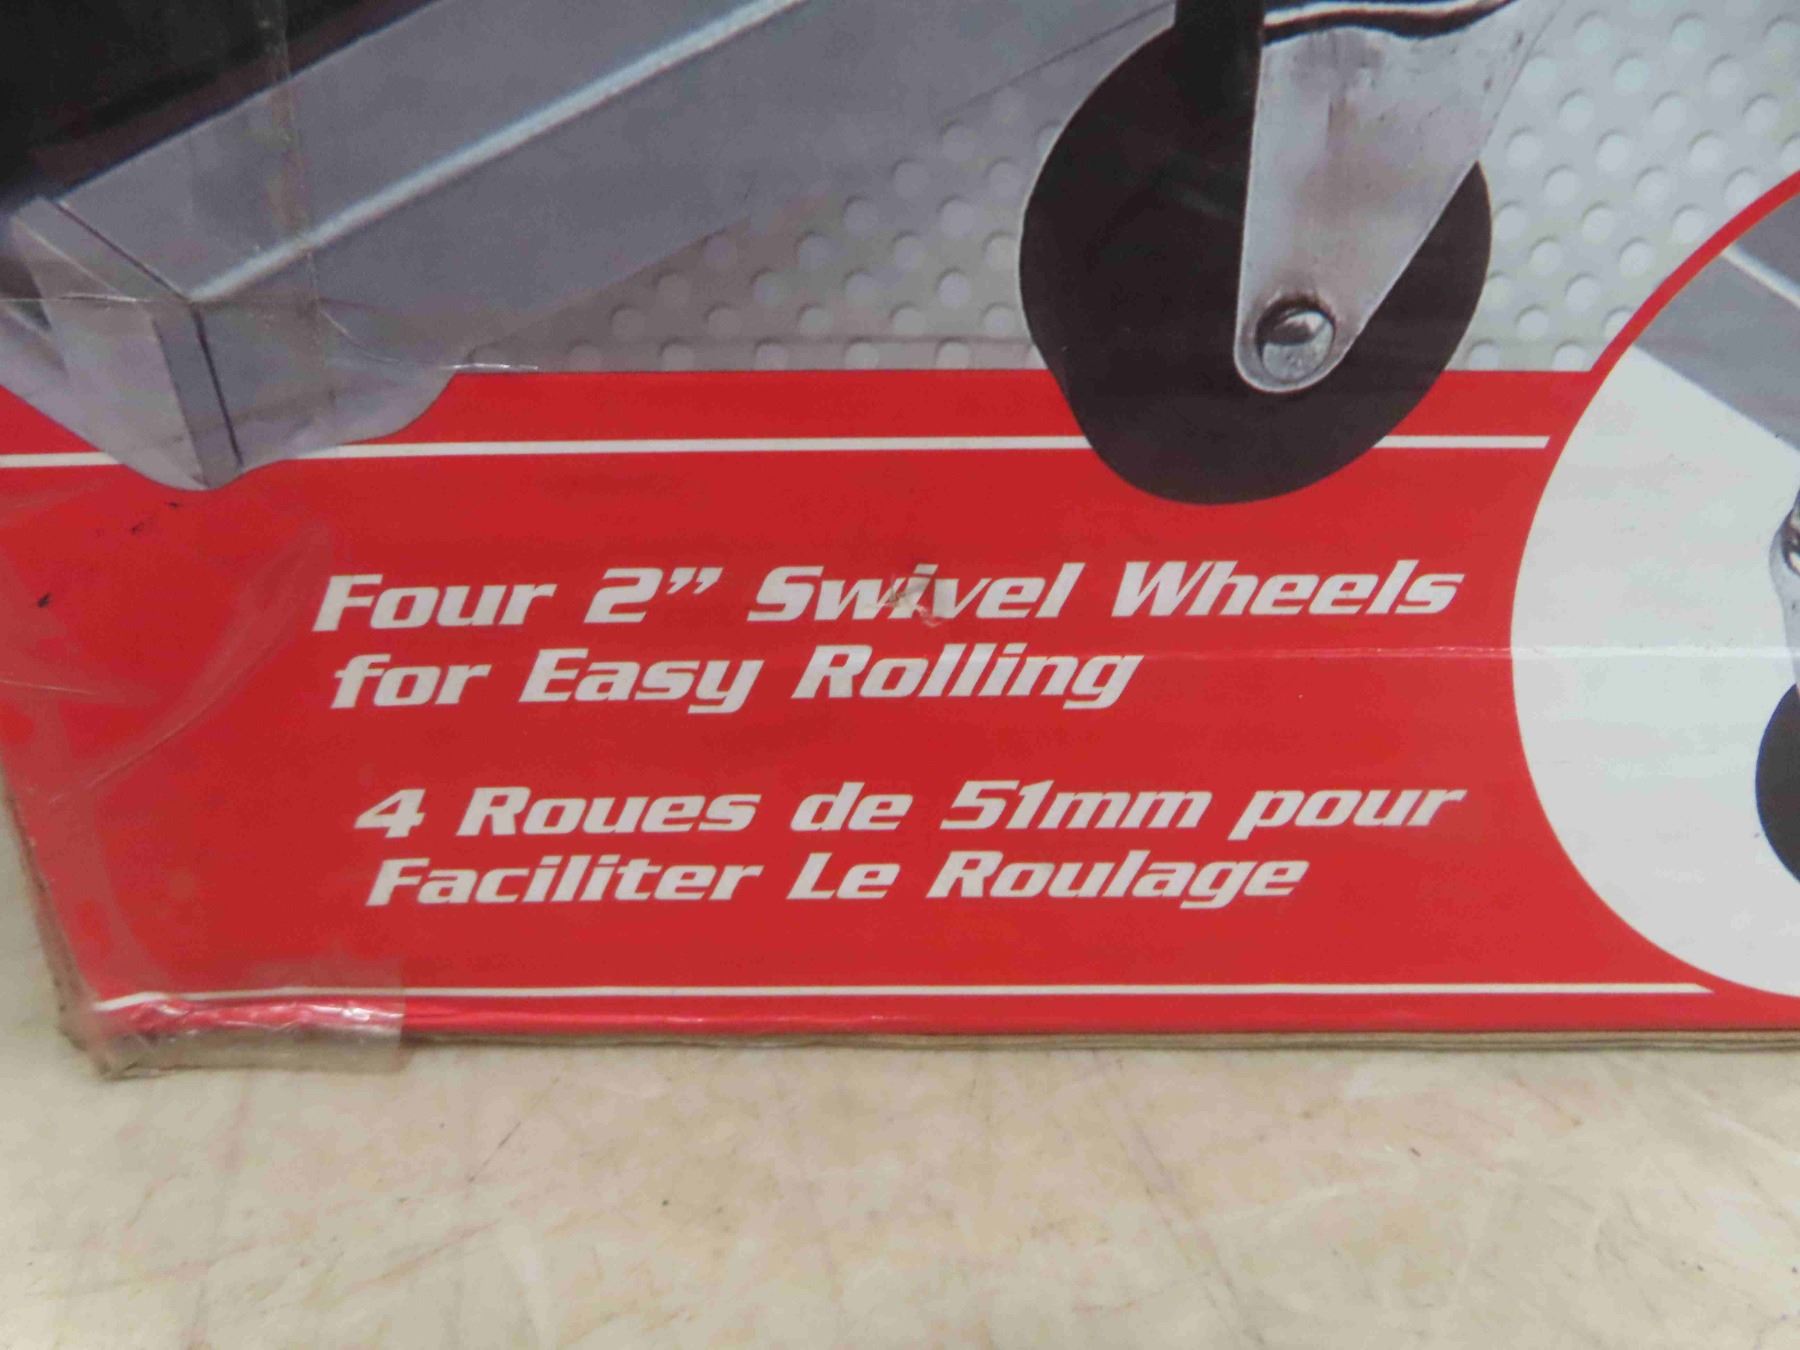 Four 2” Swivel Wheels
for Easy Rolling
4 Roues de 51mm pour
Faciliter Le Roulage